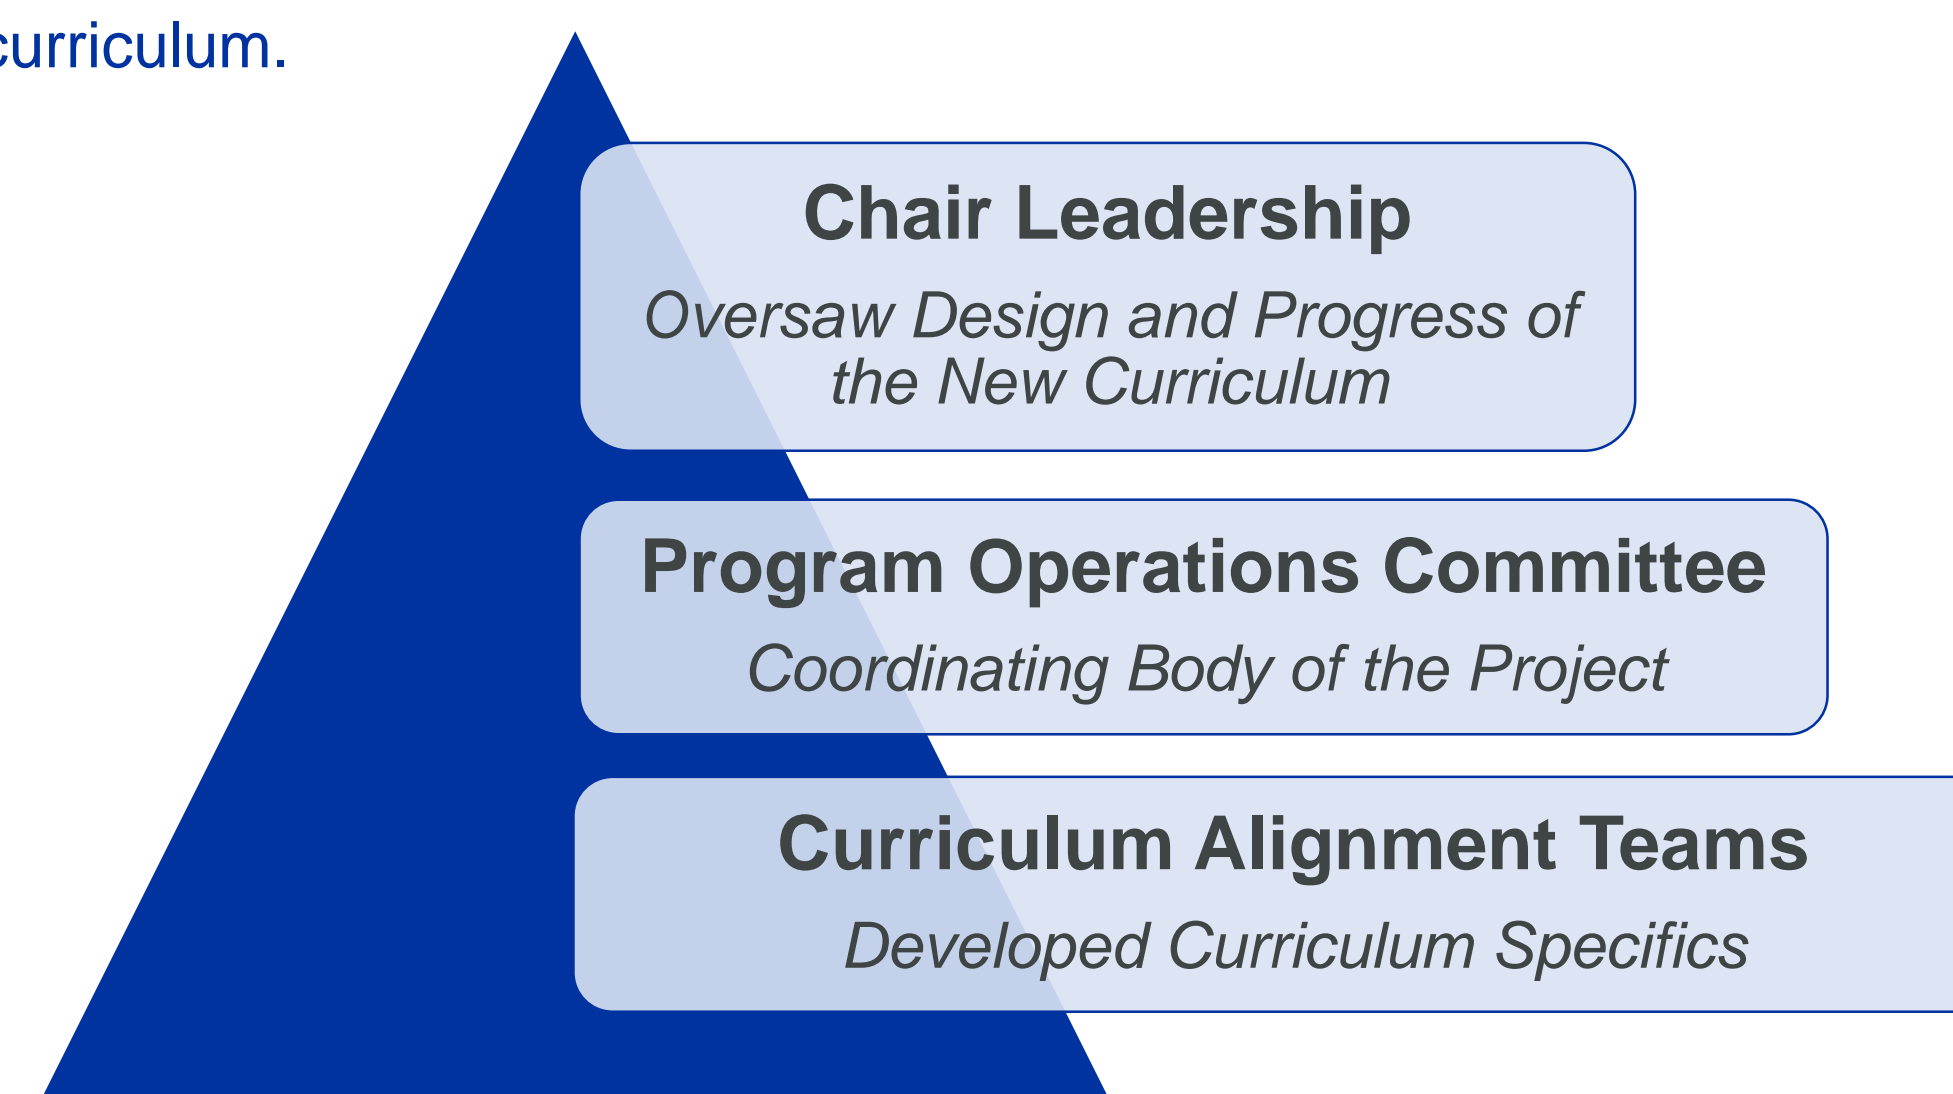 curriculum.
Chair Leadership
Oversaw Design and Progress of
the New Curriculum
Program Operations Committee
Coordinating Body of the Project
Curriculum Alignment Teams
Developed Curriculum Specifics